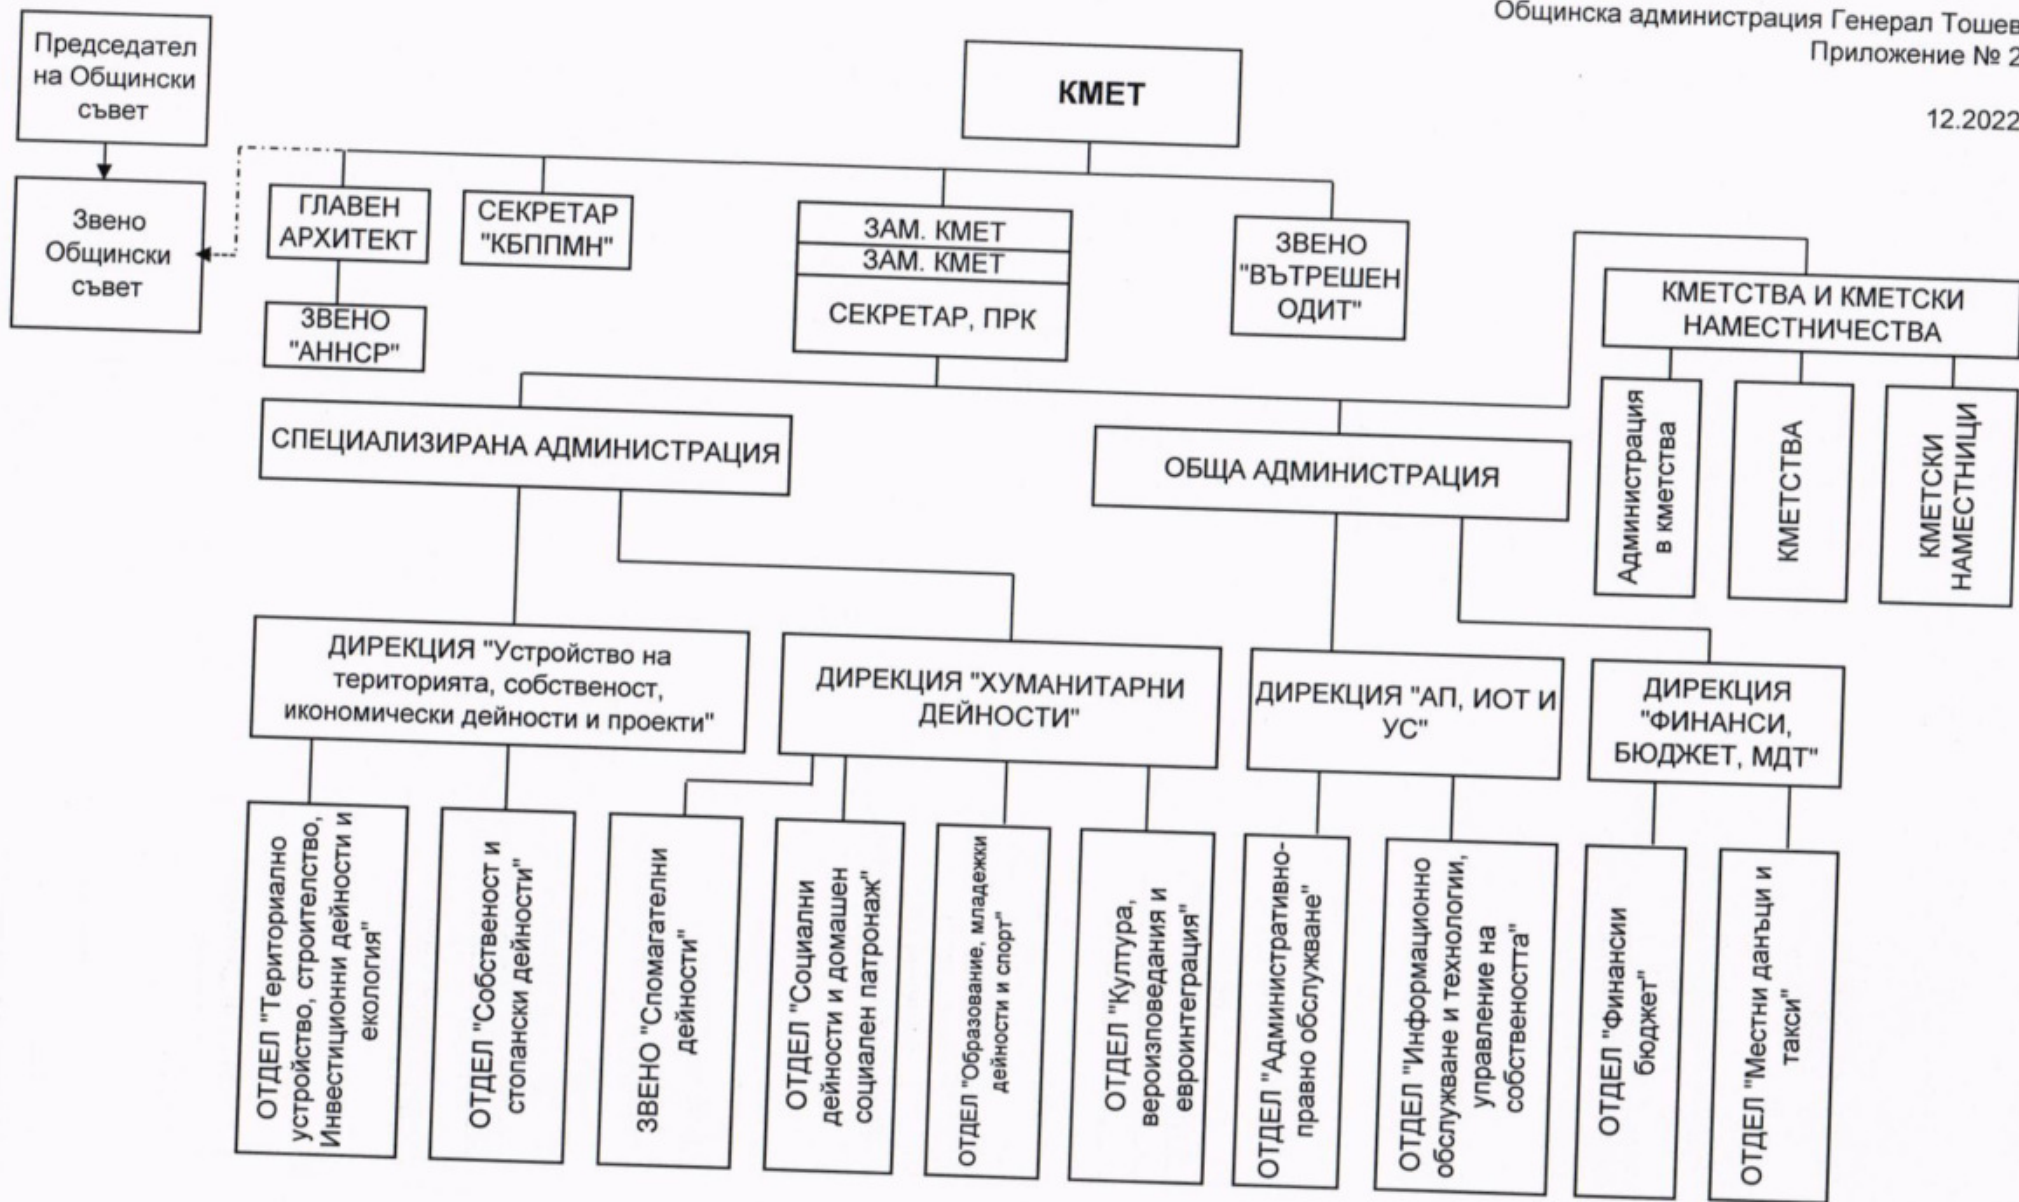 Общинска администрация Генерал Тошев
Приложение № 2
12.2022
Председател
на Общински
съвет
КМЕТ
Звено
Общински
съвет
ГЛАВЕН
АРХИТЕКТ
СЕКРЕТАР
"КБППМН"
ЗАМ. КМЕТ
ЗАМ. КМЕТ
СЕКРЕТАР, ПРК
ЗВЕНО
"ВЪТРЕШЕН
ОДИТ"
КМЕТСТВА И КМЕТСКИ
НАМЕСТНИЧЕСТВА
ЗВЕНО
"АННСР"
Администрация
в кметства
КМЕТСТВА
КМЕТСКИ
НАМЕСТНИЦИ
СПЕЦИАЛИЗИРАНА АДМИНИСТРАЦИЯ
ОБЩА АДМИНИСТРАЦИЯ
ДИРЕКЦИЯ "Устройство на
територията, собственост,
икономически дейности и проекти"
ДИРЕКЦИЯ "ХУМАНИТАРНИ
ДЕЙНОСТИ"
ДИРЕКЦИЯ "АП, ИОТ И
УС"
ДИРЕКЦИЯ
"ФИНАНСИ,
БЮДЖЕТ, МДТ"
ОТДЕЛ "Териториално
устройство, строителство,
Инвестиционни дейности и
екология"
ОТДЕЛ "Собственост и
стопански дейности"
ЗВЕНО "Спомагателни
дейности"
ОТДЕЛ "Социални
дейности и домашен
социален патронаж"
ОТДЕЛ "Образование, младежки
дейности и спорт"
ОТДЕЛ "Култура,
вероизповедания и
евроинтеграция"
ОТДЕЛ "Административно-
правно обслужване"
ОТДЕЛ "Информационно
обслужване и технологии,
управление на
собствеността"
ОТДЕЛ "Финансии
бюджет"
ОТДЕЛ "Местни данъци и
такси"